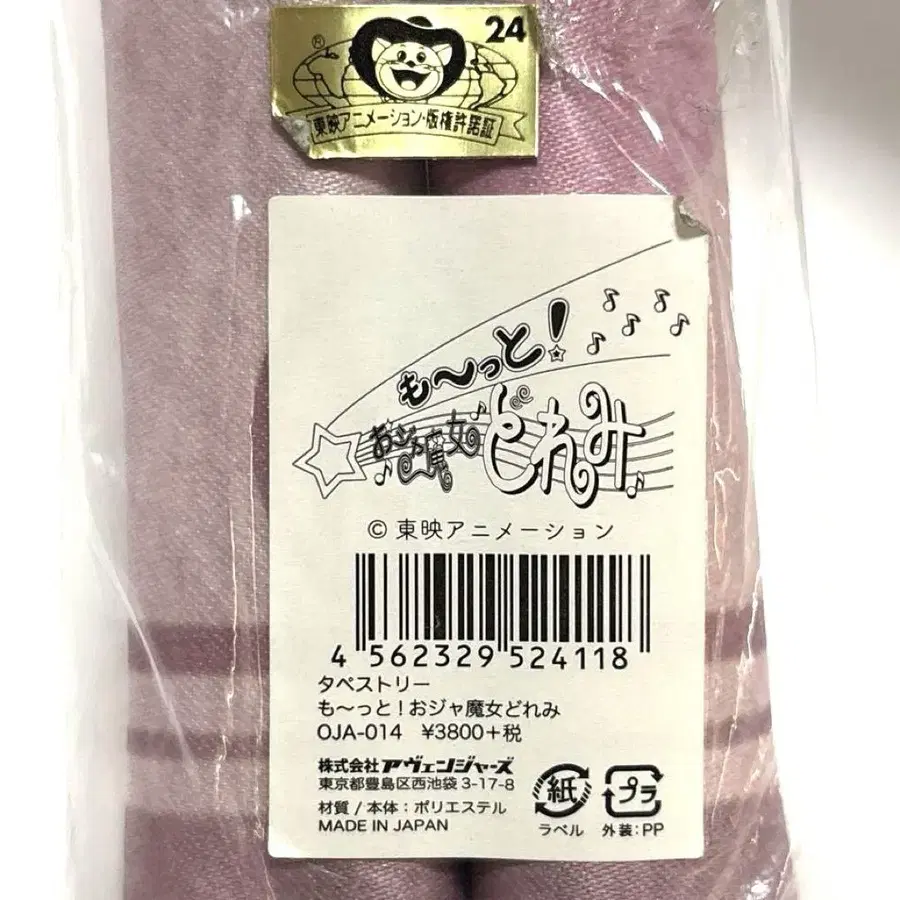 24
®
東映アニメーション・版権許諾証
も〜っと!
おジャ魔女どれみ
©東映アニメーション
4 562329 524118
タペストリー
も〜っと!おジャ魔女どれみ
OJA-014 ¥3800+税
株式会社アヴェンジャーズ
東京都豊島区西池袋 3-17-8
材質/本体:ポリエステル
MADE IN JAPAN
紙
ラベル
プラ
外装:PP